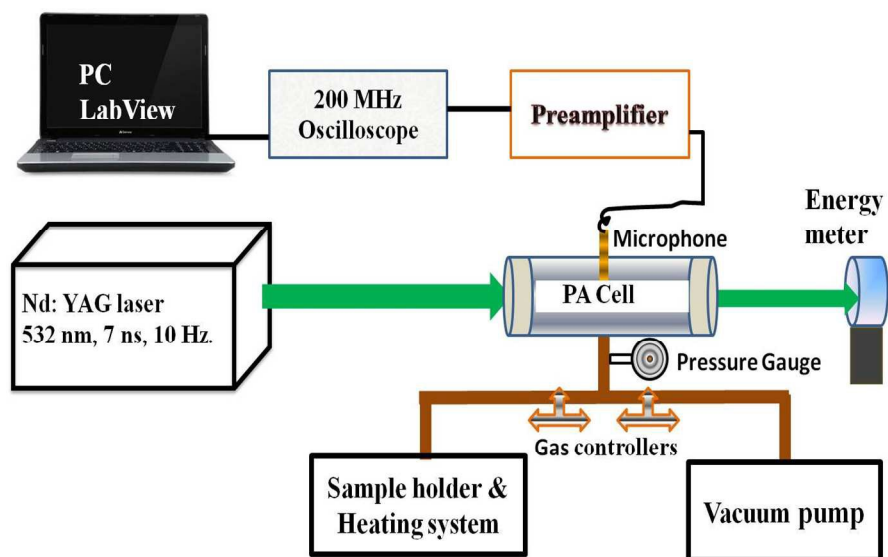 PC
LabView
200 MHz
Oscilloscope
Preamplifier
Microphone
Energy
meter
Nd: YAG laser
532 nm, 7 ns, 10 Hz.
PA Cell
Pressure Gauge
Gas controllers
Sample holder &
Heating system
Vacuum pump